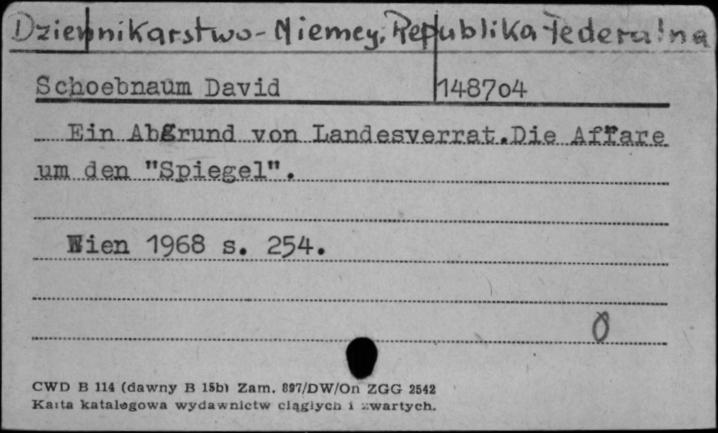 Dziennikarstwo - Niemcy, Republika Federalna
Schoebnaum David 148704
Ein Abgrund von Landesverrat.Die Affare
um den "Spiegel".
Wien 1968 s. 254.
0
CWD B 114 (dawny B 15b) Zam. 897/DW/On ZGG 2542
Karta katalogowa wydawnictw ciągłych i zwartych.